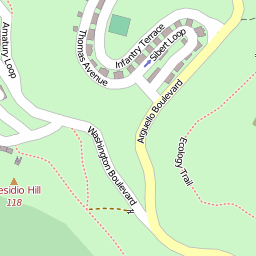 Amatury Loop
Thomas Avenue
Infantry Terrace
Sibert Loop
Arguello Boulevard
Washington Boulevard
Ecology Trail
esidio Hill
118